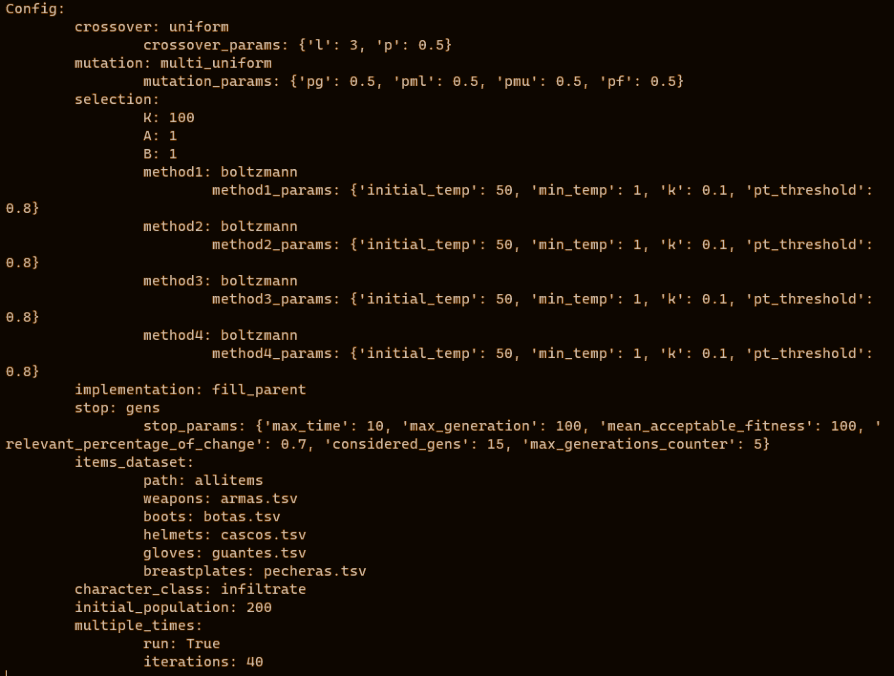 Config:
crossover: uniform
crossover_params: {'l': 3, 'p': 0.5}
mutation: multi_uniform
mutation_params: {'pg': 0.5, 'pml': 0.5, 'pmu': 0.5, 'pf': 0.5}
selection:
K: 100
A: 1
B: 1
method1: boltzmann
method1_params: {'initial_temp': 50, 'min_temp': 1, 'k': 0.1, 'pt_threshold':
0.8}
method2: boltzmann
method2_params: {'initial_temp': 50, 'min_temp': 1, 'k': 0.1, 'pt_threshold':
0.8}
method3: boltzmann
method3_params: {'initial_temp': 50, 'min_temp': 1, 'k': 0.1, 'pt_threshold':
0.8}
method4: boltzmann
method4_params: {'initial_temp': 50, 'min_temp': 1, 'k': 0.1, 'pt_threshold':
0.8}
implementation: fill_parent
stop: gens
stop_params: {'max_time': 10, 'max_generation': 100, 'mean_acceptable_fitness': 100, '
relevant_percentage_of_change': 0.7, 'considered_gens': 15, 'max_generations_counter': 5}
items_dataset:
path: allitems
weapons: armas.tsv
boots: botas.tsv
helmets: cascos.tsv
gloves: guantes.tsv
breastplates: pecheras.tsv
character_class: infiltrate
initial_population: 200
multiple_times:
run: True
iterations: 40